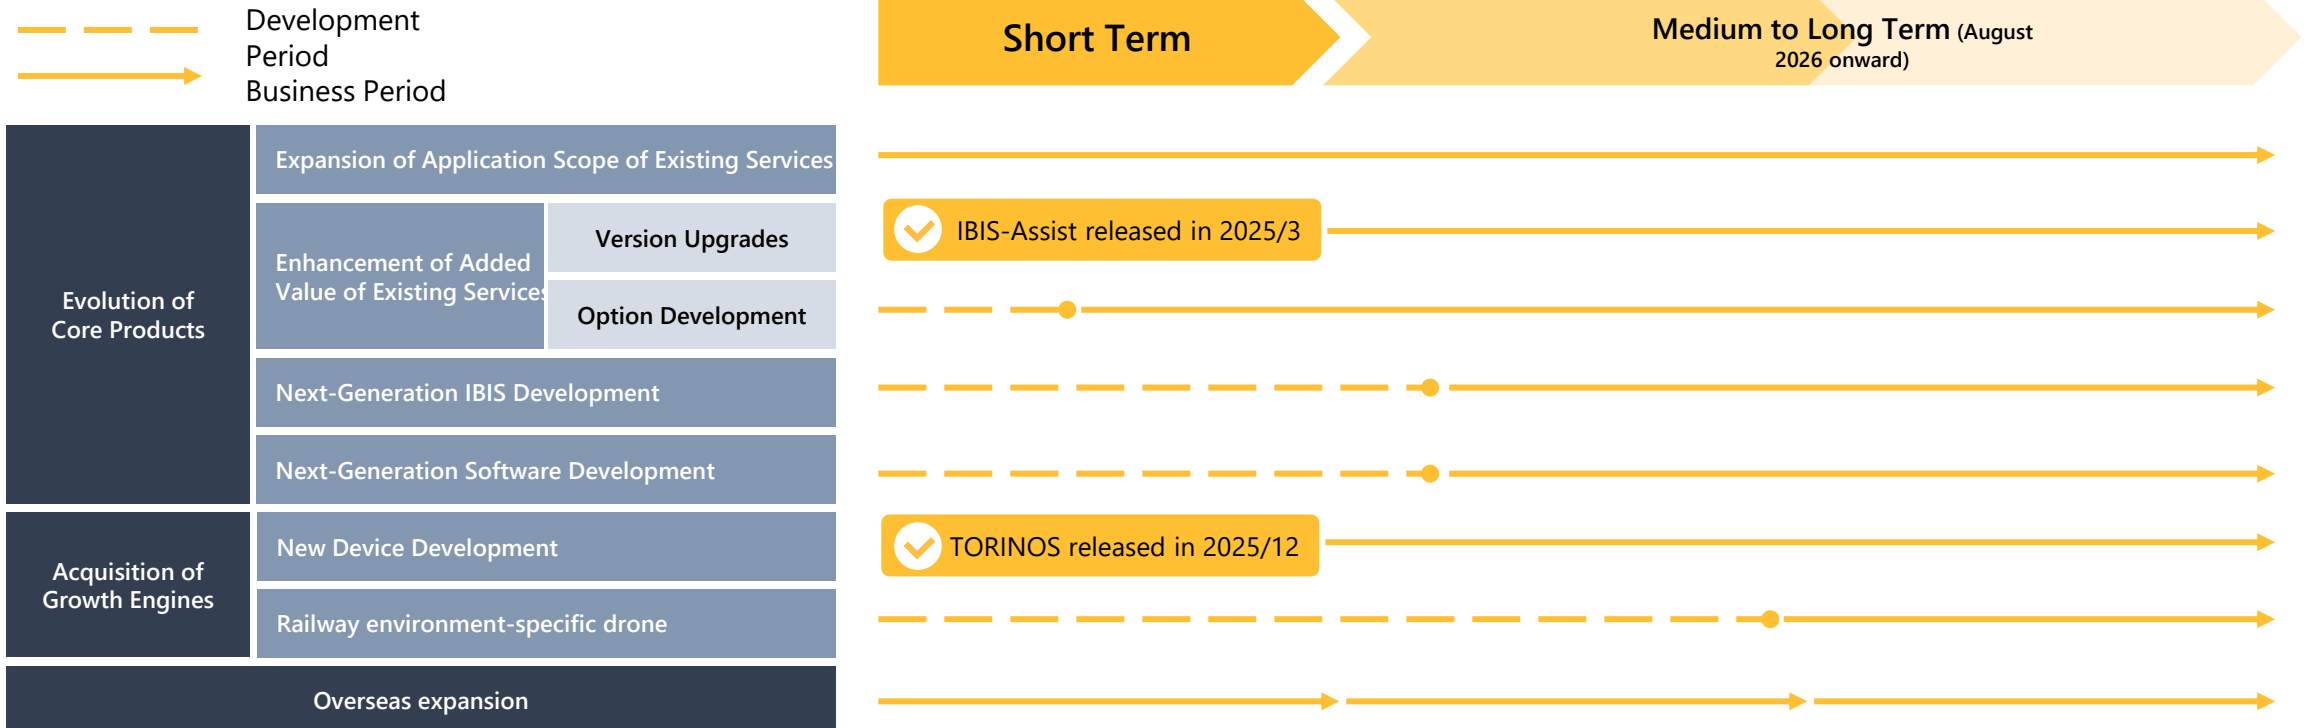 Development
Period
Business Period
Short Term
Medium to Long Term (August
2026 onward)
Evolution of
Core Products
Expansion of Application Scope of Existing Services
Enhancement of Added
Value of Existing Services
Version Upgrades
IBIS-Assist released in 2025/3
Option Development
Next-Generation IBIS Development
Next-Generation Software Development
Acquisition of
Growth Engines
New Device Development
TORINOS released in 2025/12
Railway environment-specific drone
Overseas expansion